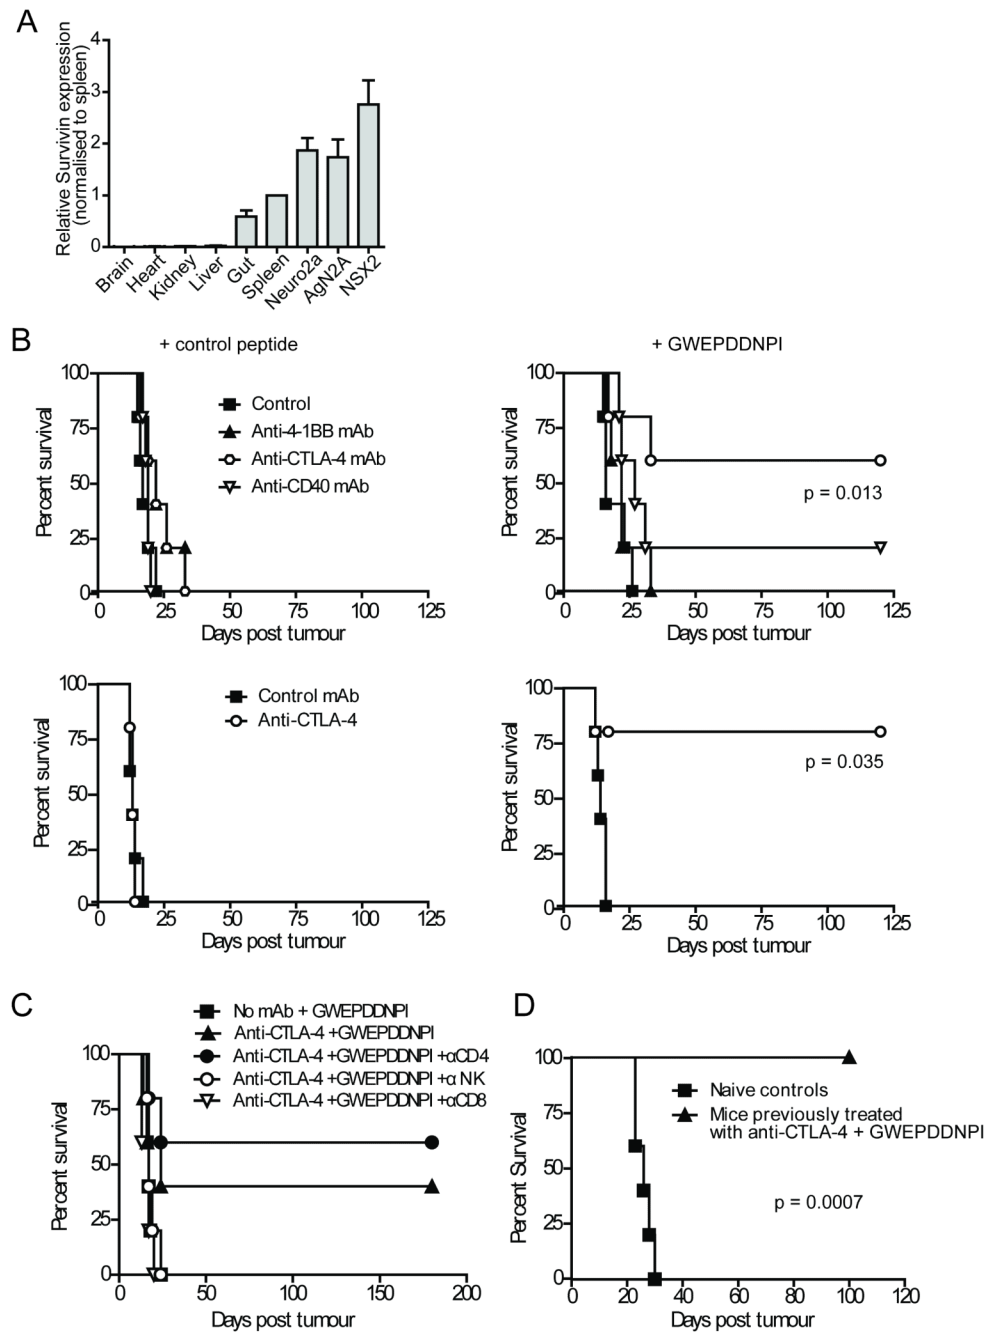 A
Relative Survivin expression
(normalised to spleen)
4
3
2
1
0
Brain
Heart
Kidney
Liver
Gut
Spleen
Neuro2a
AgN2A
NSX2
B
+ control peptide
+ GWEPDDNPI
Percent survival
100
75
50
25
0
Control
Anti-4-1BB mAb
Anti-CTLA-4 mAb
Anti-CD40 mAb
0 25 50 75 100 125
Days post tumour
Percent survival
100
75
50
25
0
p = 0.013
0 25 50 75 100 125
Days post tumour
Percent survival
100
75
50
25
0
Control mAb
Anti-CTLA-4
0 25 50 75 100 125
Days post tumour
Percent survival
100
75
50
25
0
p = 0.035
0 25 50 75 100 125
Days post tumour
C
No mAb + GWEPDDNPI
Anti-CTLA-4 +GWEPDDNPI
Anti-CTLA-4 +GWEPDDNPI +αCD4
Anti-CTLA-4 +GWEPDDNPI +α NK
Anti-CTLA-4 +GWEPDDNPI +αCD8
Percent survival
100
75
50
25
0
0 50 100 150 200
Days post tumour
D
Percent Survival
100
75
50
25
0
Naive controls
Mice previously treated
with anti-CTLA-4 + GWEPDDNPI
p = 0.0007
0 20 40 60 80 100 120
Days post tumour